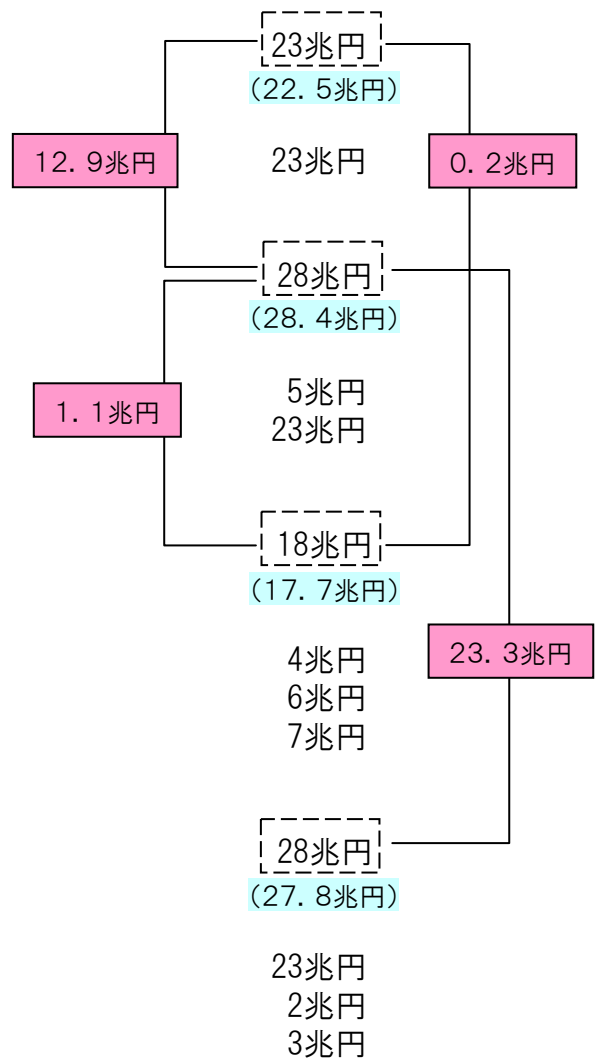 23兆円
(22.5兆円)
12.9兆円
23兆円
0.2兆円
28兆円
(28.4兆円)
5兆円
1.1兆円
23兆円
18兆円
(17.7兆円)
4兆円
23.3兆円
6兆円
7兆円
28兆円
(27.8兆円)
23兆円
2兆円
3兆円